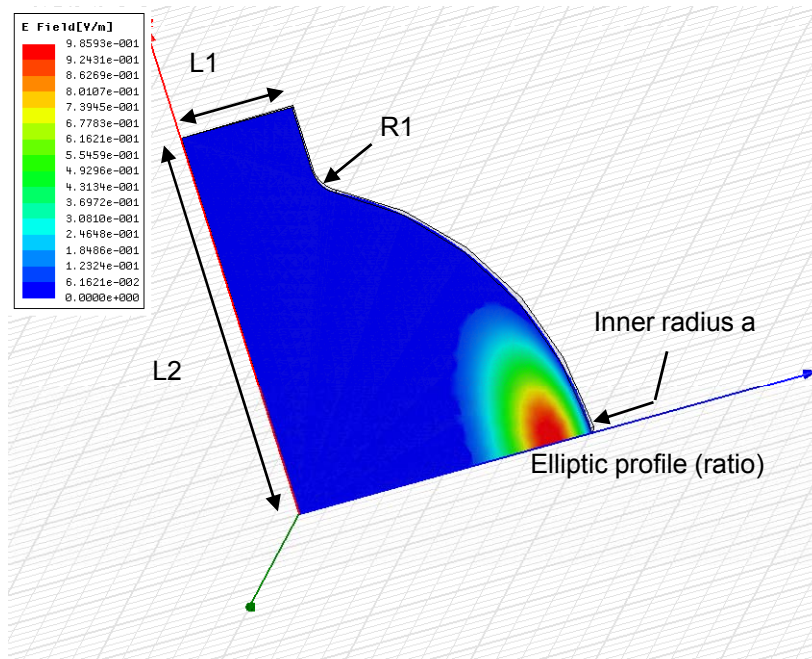 E Field[V/m]
9.8593e-001
9.2431e-001
8.6269e-001
8.0107e-001
7.3945e-001
6.7783e-001
6.1621e-001
5.5459e-001
4.9296e-001
4.3134e-001
3.6972e-001
3.0810e-001
2.4648e-001
1.8486e-001
1.2324e-001
6.1621e-002
0.0000e+000
L1
R1
Inner radius a
L2
Elliptic profile (ratio)